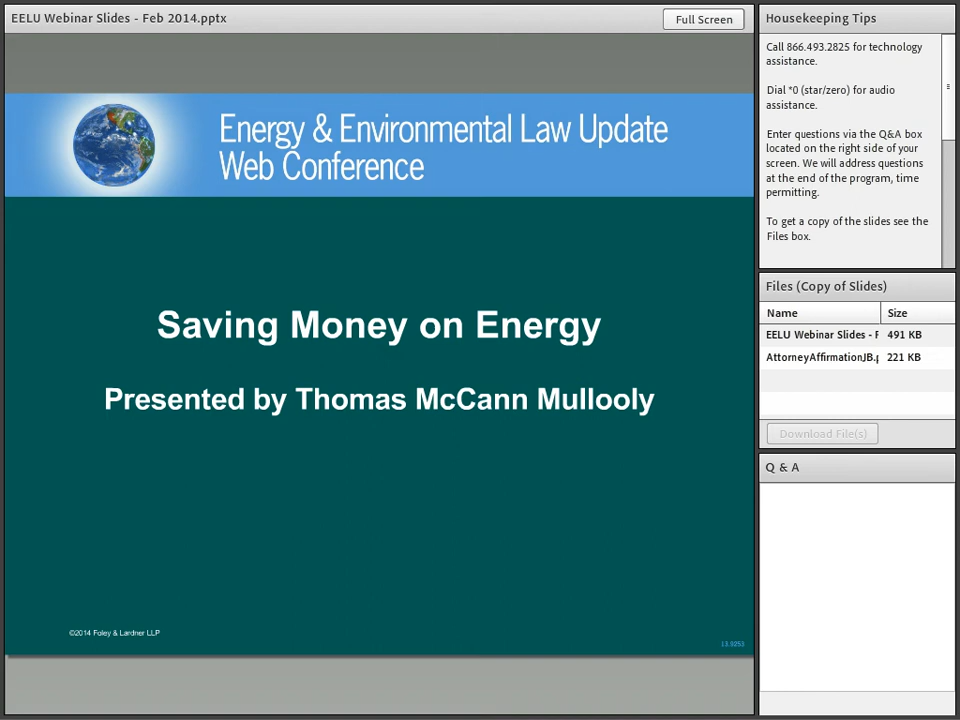 EELU Webinar Slides - Feb 2014.pptx
Full Screen
Energy & Environmental Law Update
Web Conference
Saving Money on Energy
Presented by Thomas McCann Mullooly
©2014 Foley & Lardner LLP
13.9253
Housekeeping Tips
Call 866.493.2825 for technology
assistance.
Dial *0 (star/zero) for audio
assistance.
Enter questions via the Q&A box
located on the right side of your
screen. We will address questions
at the end of the program, time
permitting.
To get a copy of the slides see the
Files box.
Files (Copy of Slides)
Name Size
EELU Webinar Slides - F 491 KB
AttorneyAffirmationJB.p 221 KB
Download File(s)
Q & A